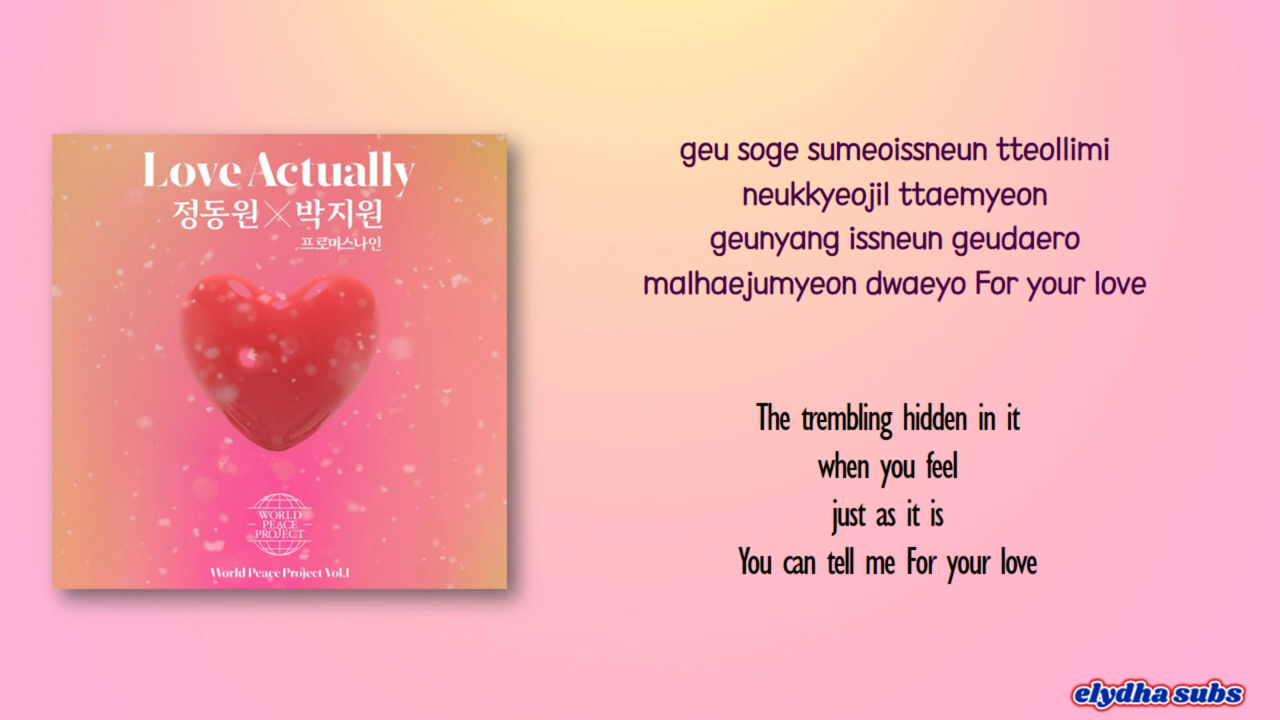 Love Actually
정동원×박지원
프로미스나인
WORLD
PEACE
PROJECT
World Peace Project Vol.1
geu soge sumeoissneun tteollimi
neukkyeojil ttaemyeon
geunyang issneun geudaero
malhaejumyeon dwaeyo For your love
The trembling hidden in it
when you feel
just as it is
You can tell me For your love
elydha subs